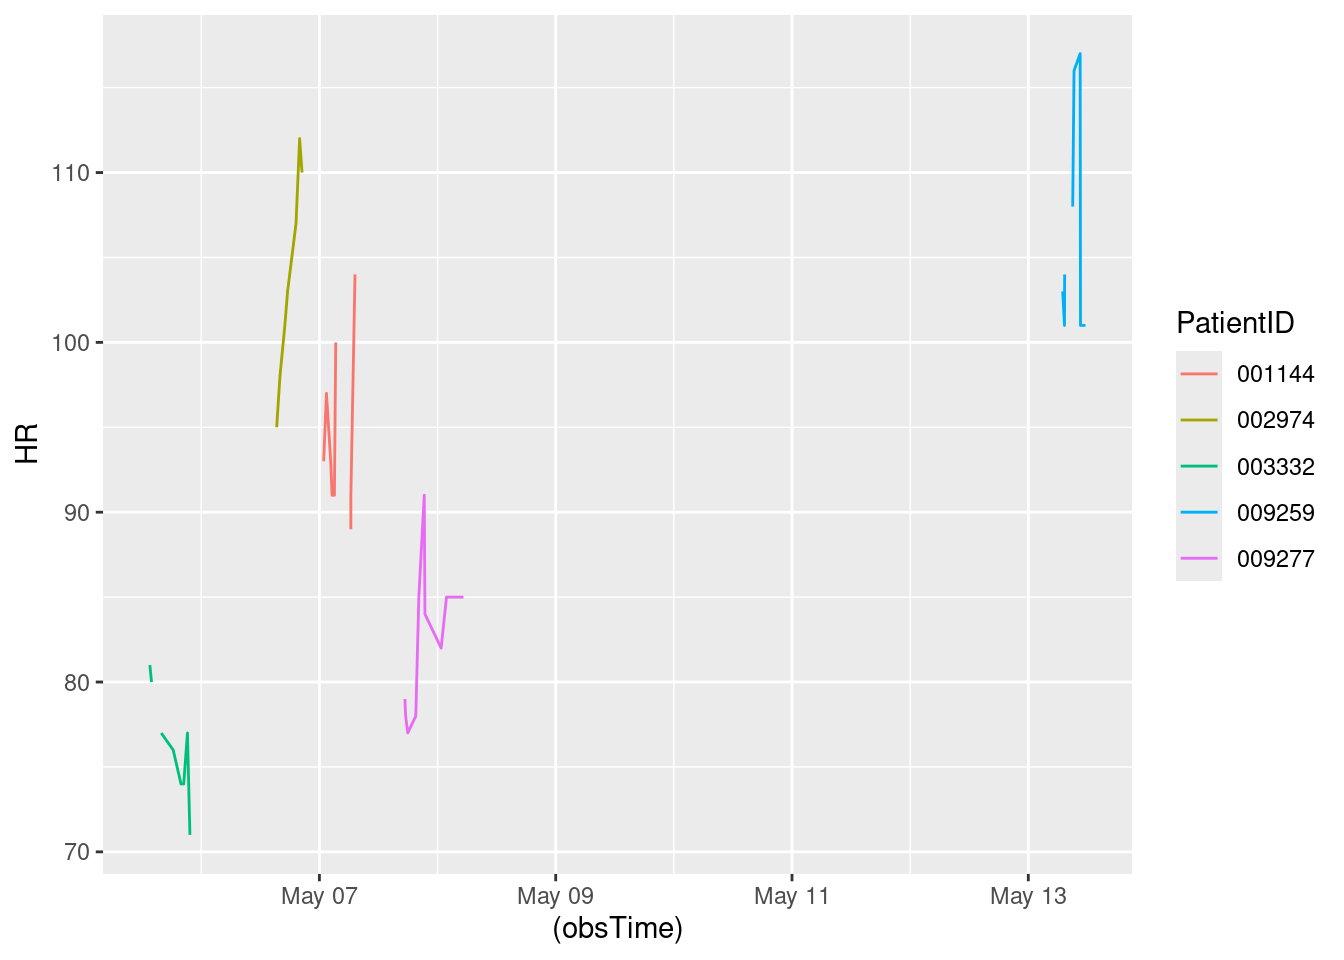 HR
110
100
90
80
70
May 07
May 09
May 11
May 13
(obsTime)
PatientID
001144
002974
003332
009259
009277